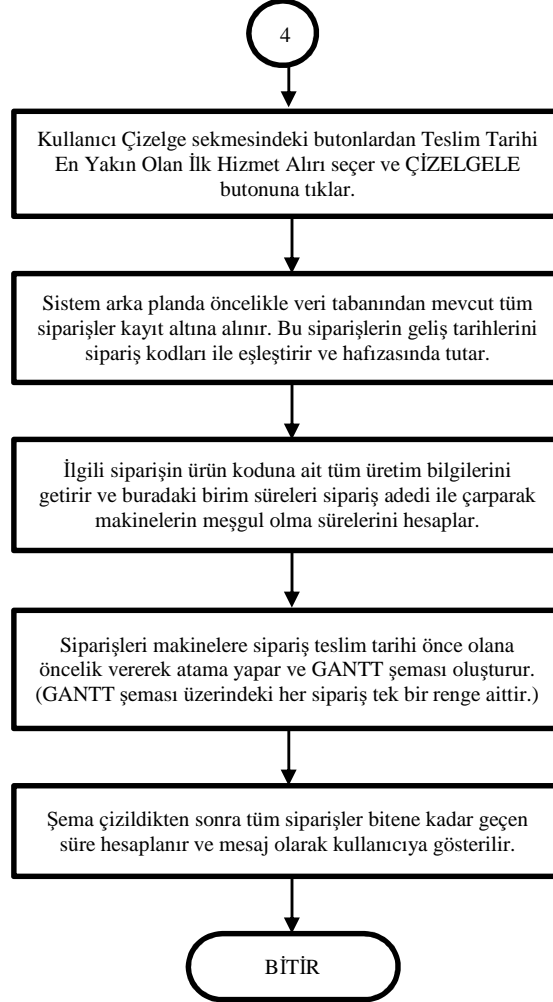 4
Kullanıcı Çizelge sekmesindeki butonlardan Teslim Tarihi
En Yakın Olan İlk Hizmet Alırı seçer ve ÇİZELGELE
butonuna tıklar.
Sistem arka planda öncelikle veri tabanından mevcut tüm
siparişler kayıt altına alınır. Bu siparişlerin geliş tarihlerini
sipariş kodları ile eşleştirir ve hafızasında tutar.
İlgili siparişin ürün koduna ait tüm üretim bilgilerini
getirir ve buradaki birim süreleri sipariş adedi ile çarparak
makinelerin meşgul olma sürelerini hesaplar.
Siparişleri makinelere sipariş teslim tarihi önce olana
öncelik vererek atama yapar ve GANTT şeması oluşturur.
(GANTT şeması üzerindeki her sipariş tek bir renge aittir.)
Şema çizildikten sonra tüm siparişler bitene kadar geçen
süre hesaplanır ve mesaj olarak kullanıcıya gösterilir.
BİTİR